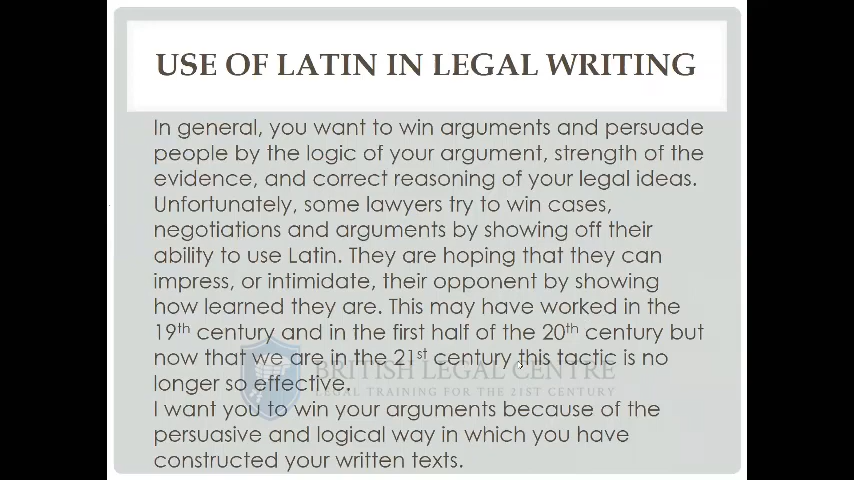 USE OF LATIN IN LEGAL WRITING
In general, you want to win arguments and persuade
people by the logic of your argument, strength of the
evidence, and correct reasoning of your legal ideas.
Unfortunately, some lawyers try to win cases,
negotiations and arguments by showing off their
ability to use Latin. They are hoping that they can
impress, or intimidate, their opponent by showing
how learned they are. This may have worked in the
19th century and in the first half of the 20th century but
now that we are in the 21st century this tactic is no
longer so effective.
I want you to win your arguments because of the
persuasive and logical way in which you have
constructed your written texts.
BRITISH LEGAL CENTRE
LEGAL TRAINING FOR THE 21ST CENTURY